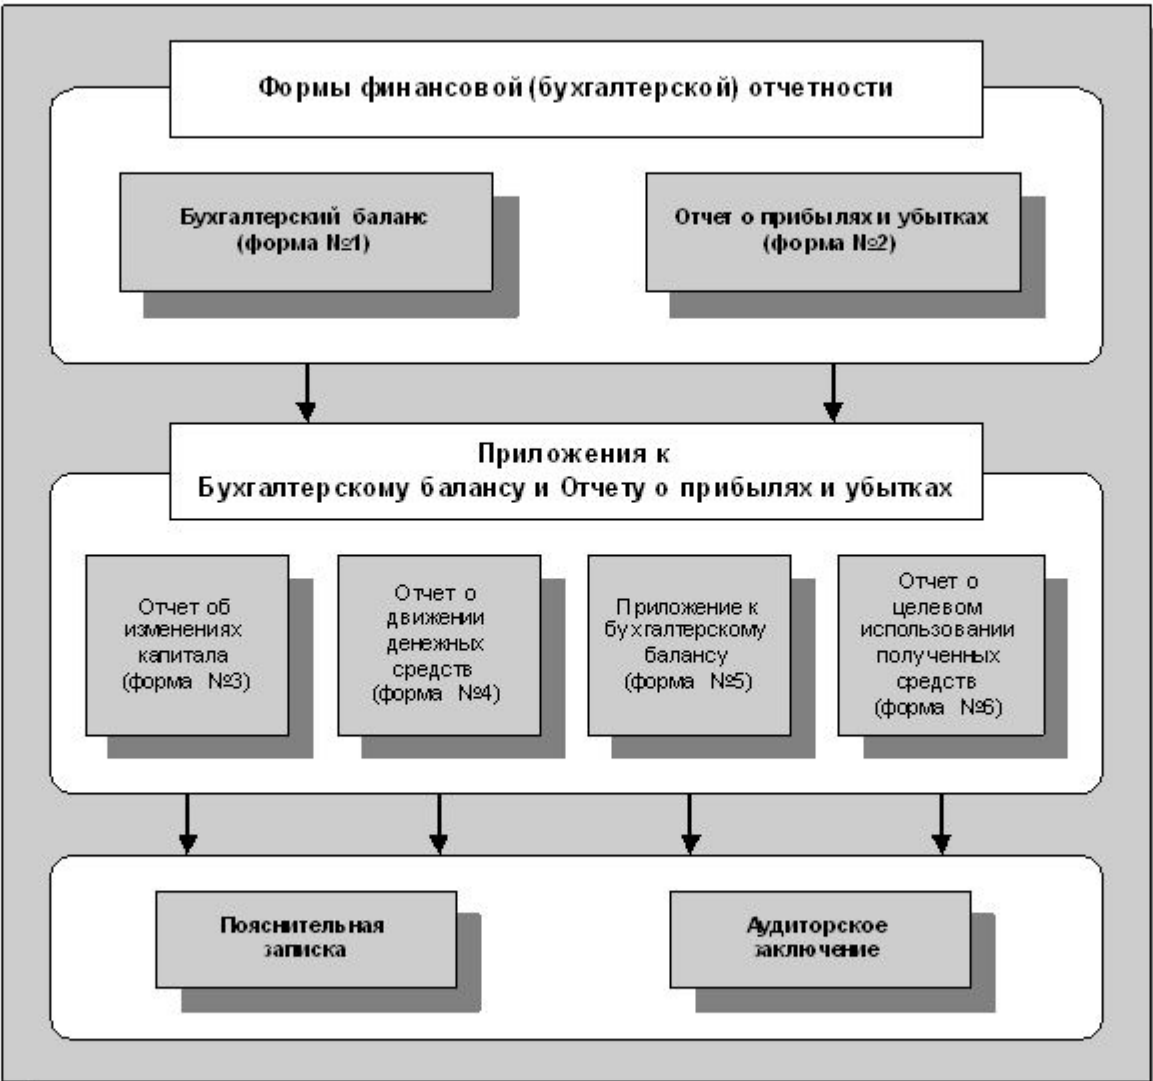 Формы финансовой (бухгалтерской) отчетности
Бухгалтерский баланс
(форма №1)
Отчет о прибылях и убытках
(форма №2)
Приложения к
Бухгалтерскому балансу и Отчету о прибылях и убытках
Отчет об
изменениях
капитала
(форма №3)
Отчет о
движении
денежных
средств
(форма №4)
Приложение к
бухгалтерскому
балансу
(форма №5)
Отчет о
целевом
использовании
полученных
средств
(форма №6)
Пояснительная
записка
Аудиторское
заключение